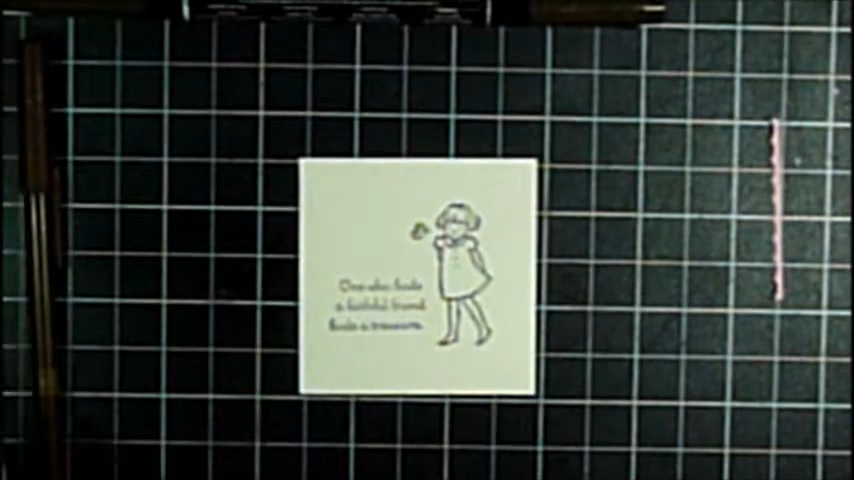 One who finds
a faithful friend
finds a treasure